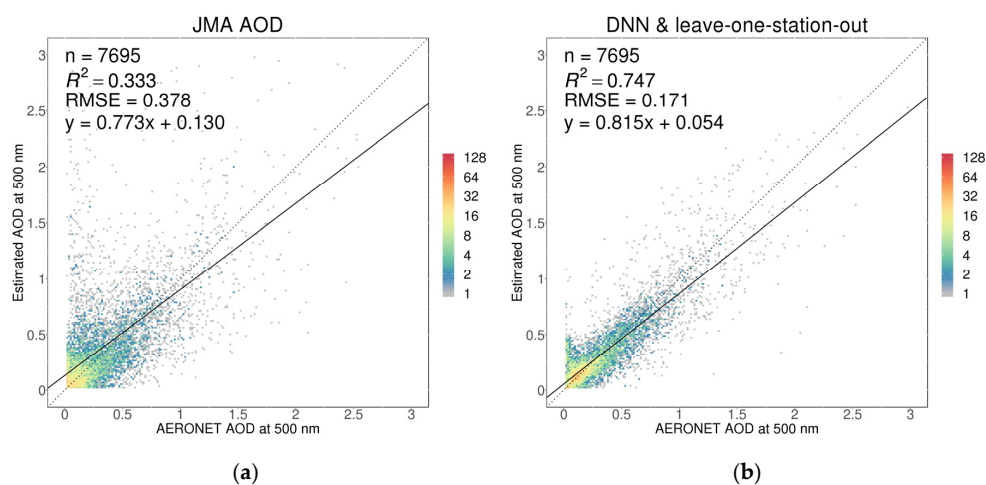 JMA AOD
n = 7695
R² = 0.333
RMSE = 0.378
y = 0.773x + 0.130
Estimated AOD at 500 nm
3
2.5
2
1.5
1
0.5
0
0 0.5 1 1.5 2 2.5 3
AERONET AOD at 500 nm
128
64
32
16
8
4
2
1
(a)
DNN & leave-one-station-out
n = 7695
R² = 0.747
RMSE = 0.171
y = 0.815x + 0.054
Estimated AOD at 500 nm
3
2.5
2
1.5
1
0.5
0
0 0.5 1 1.5 2 2.5 3
AERONET AOD at 500 nm
128
64
32
16
8
4
2
1
(b)